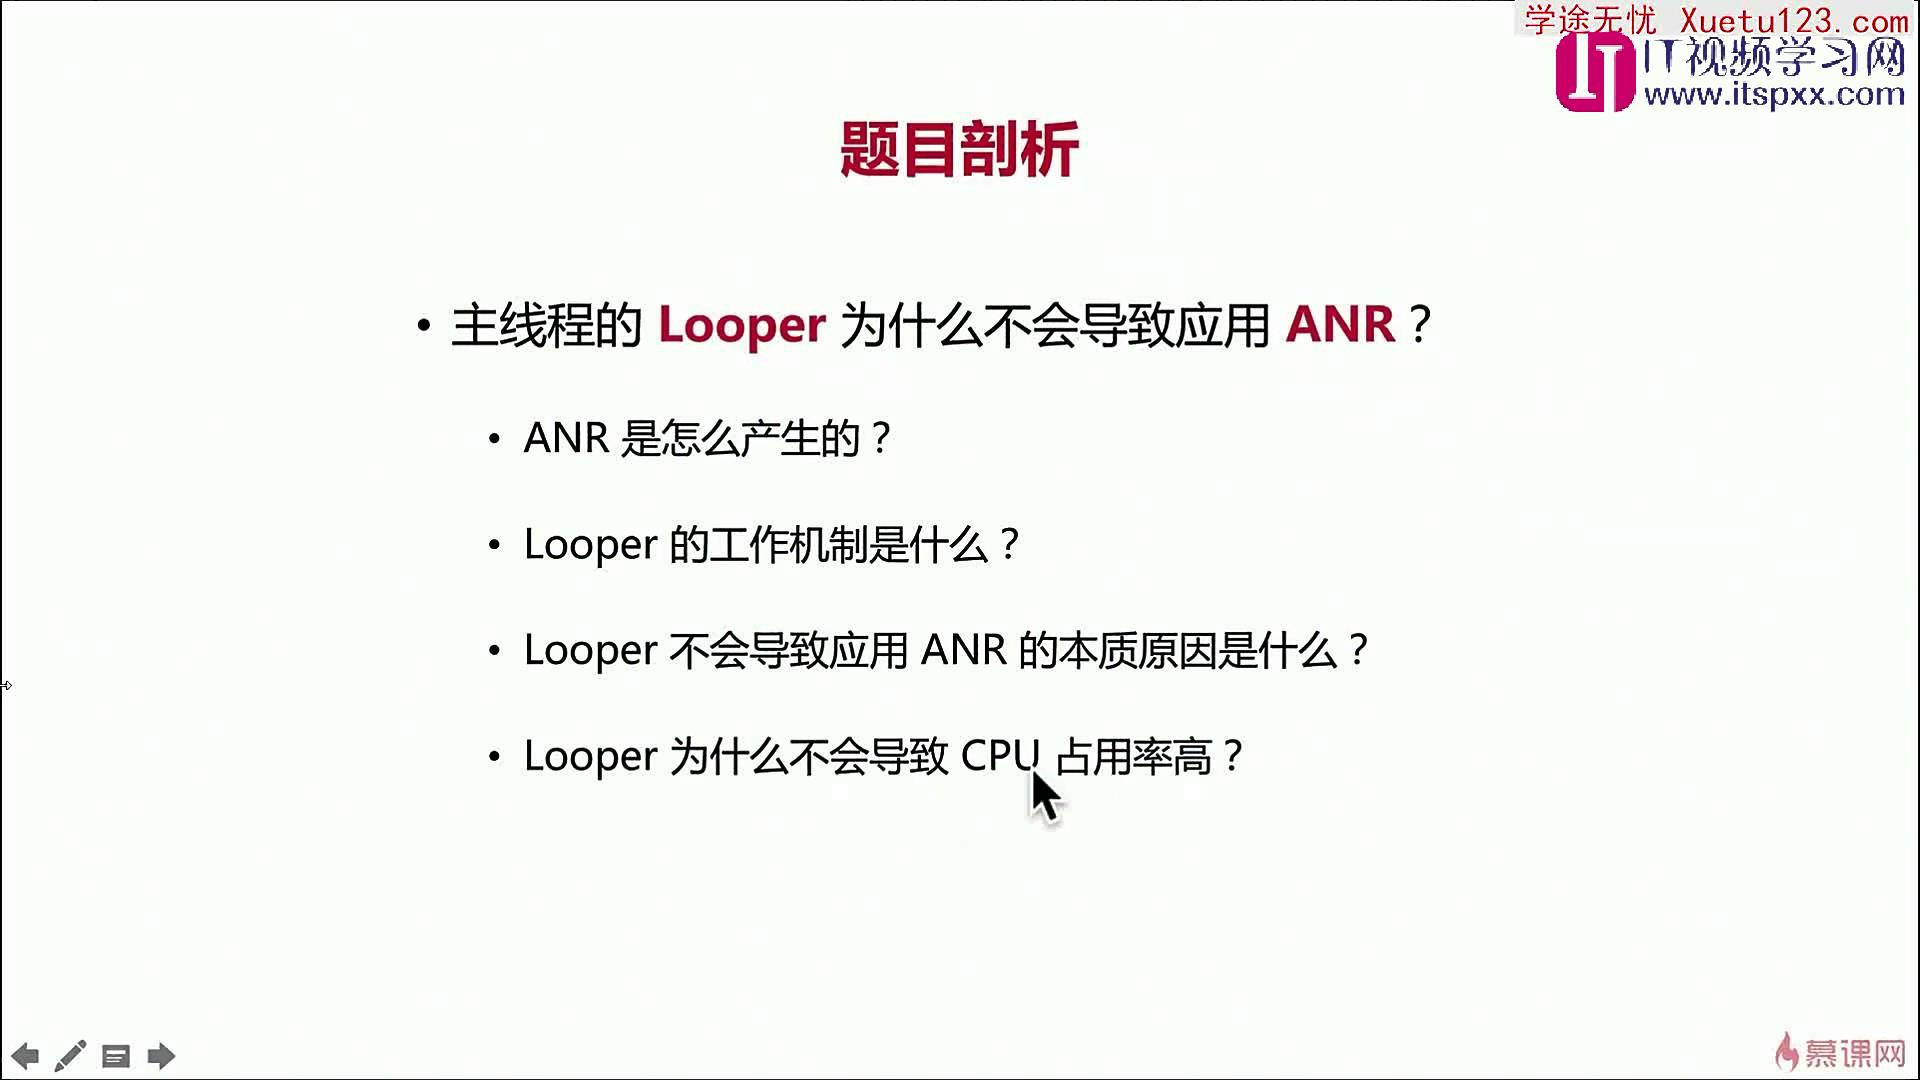 学途无忧 Xuetu123.com
IT视频学习网
www.itspxx.com
题目剖析
• 主线程的 Looper 为什么不会导致应用 ANR？
• ANR 是怎么产生的？
• Looper 的工作机制是什么？
• Looper 不会导致应用 ANR 的本质原因是什么？
• Looper 为什么不会导致 CPU 占用率高？
慕课网